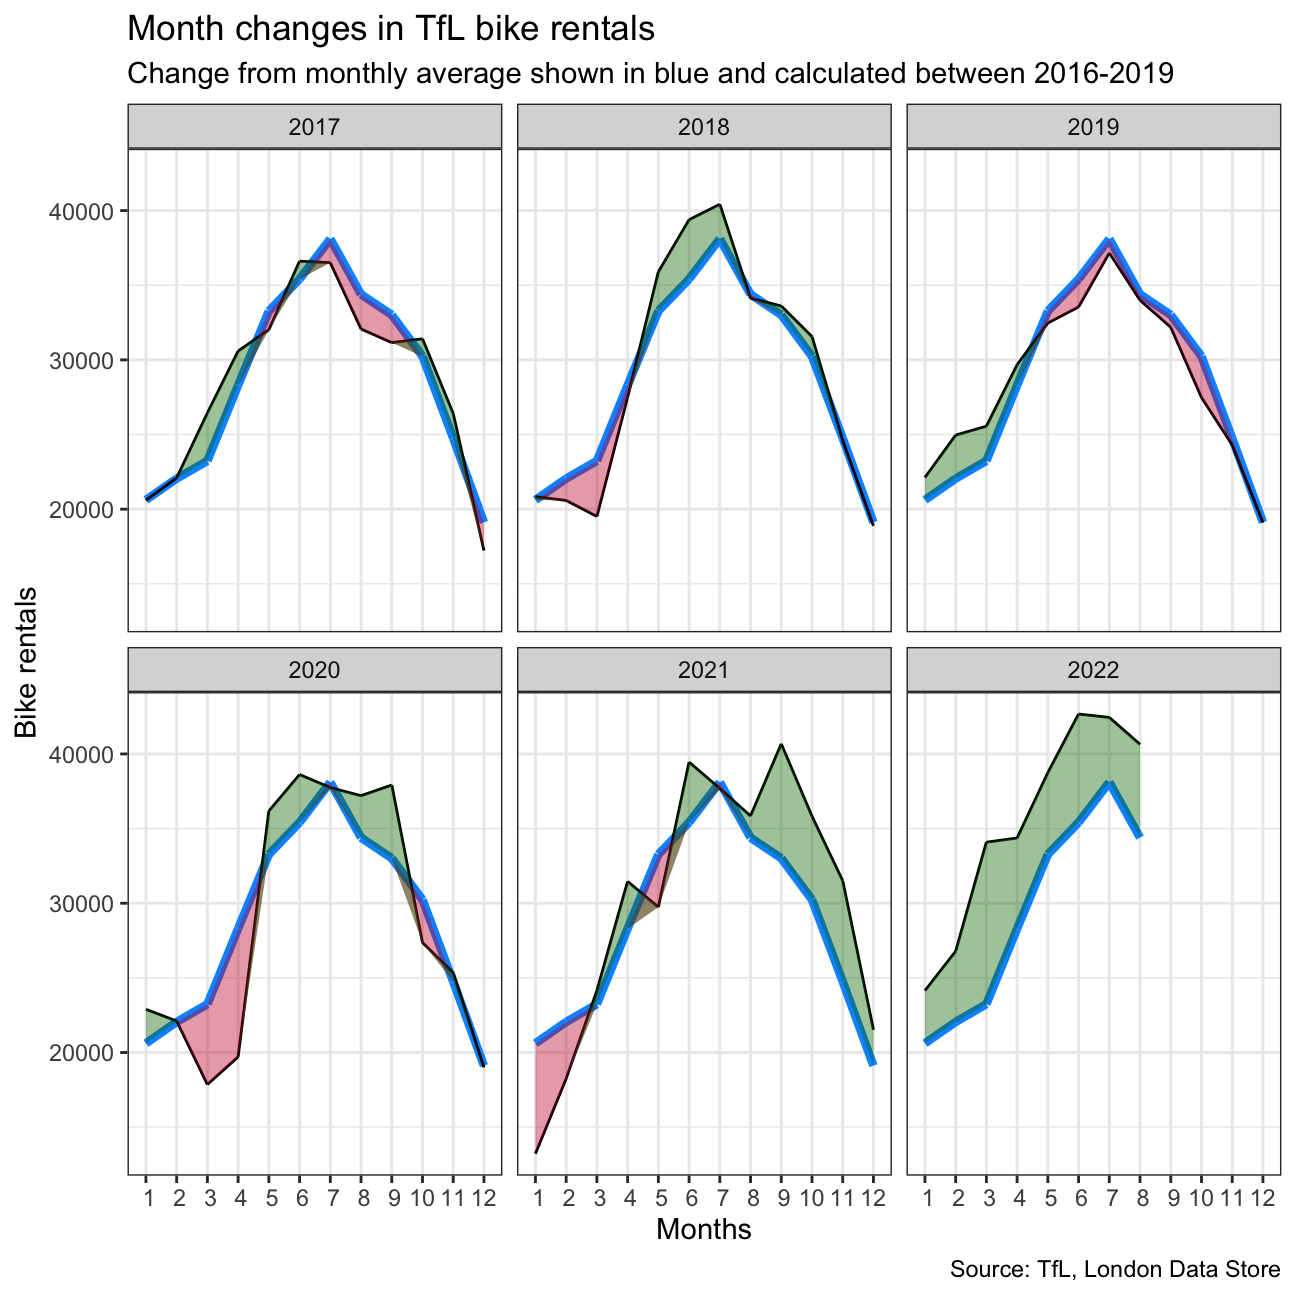 Month changes in TfL bike rentals
Change from monthly average shown in blue and calculated between 2016-2019
2017 2018 2019
40000
30000
20000
Bike rentals
2020 2021 2022
40000
30000
20000
1 2 3 4 5 6 7 8 9 10 11 12 1 2 3 4 5 6 7 8 9 10 11 12 1 2 3 4 5 6 7 8 9 10 11 12
Months
Source: TfL, London Data Store